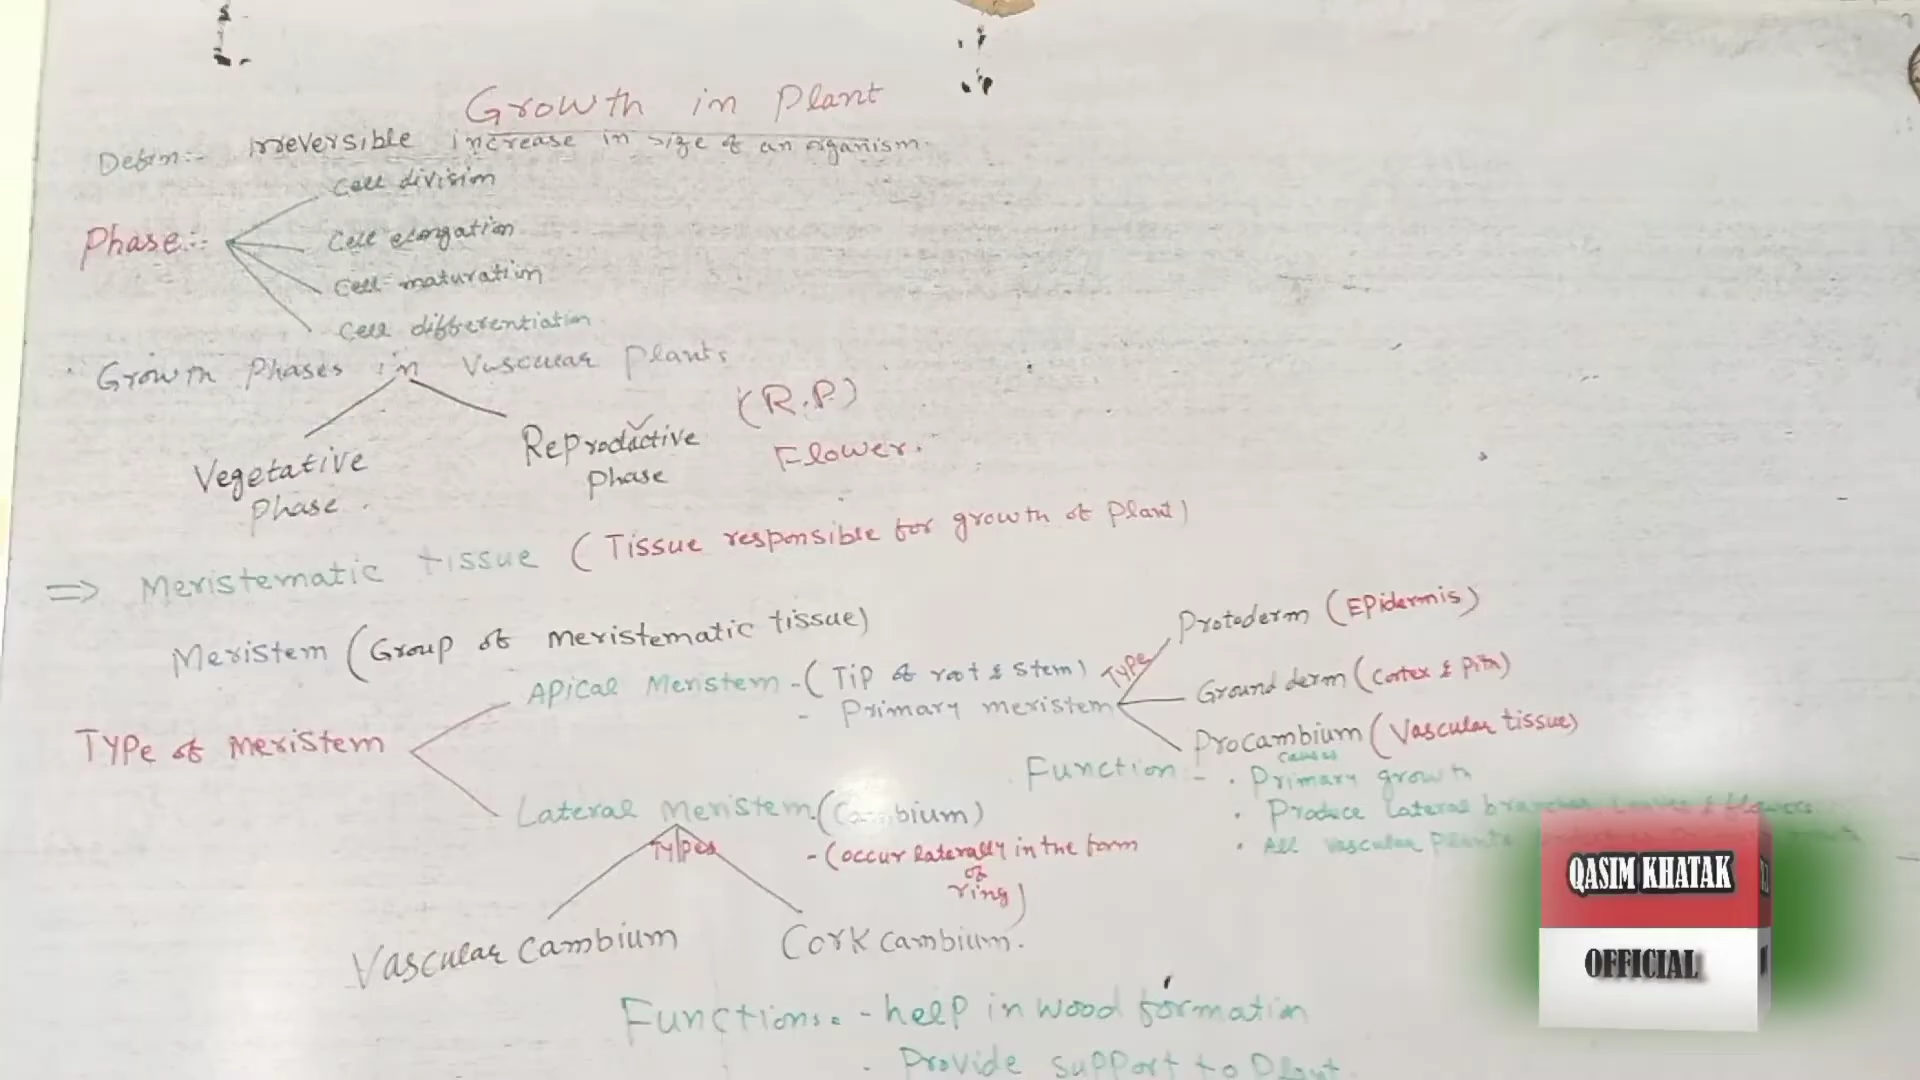 Growth in Plant
Defin:- Irreversible increase in size of an organism.
Cell division
Phase:-
Cell elongation
Cell maturation
Cell differentiation
Growth Phases in Vascular Plants
(R.P)
Vegetative Phase.
Reproductive Phase
Flower.
=> Meristematic tissue (Tissue responsible for growth of Plant)
Meristem (Group of meristematic tissue)
Type of Meristem
Apical Meristem - (Tip of root & stem)
- Primary meristem
Type
Protoderm (Epidermis)
Ground derm (cortex & Pith)
Procambium (Vascular tissue)
Function - . causes Primary growth
. Produce lateral branches, & flowers
. All vascular Plants
Lateral Meristem (Cambium)
Types
- (occur laterally in the form of ring)
Vascular cambium
Cork cambium.
Functions. - help in wood formation
. Provide support to Plant.
QASIM KHATAK
OFFICIAL